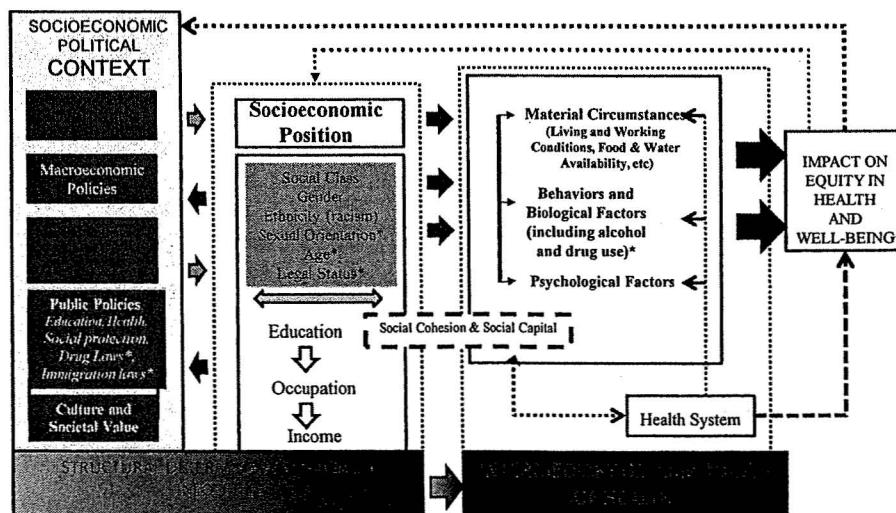 SOCIOECONOMIC
POLITICAL
CONTEXT
Macroeconomic
Policies
Public Policies
Education, Health,
Social protection,
Drug Laws*,
Immigration laws*
Culture and
Societal Value
Socioeconomic
Position
Social Class
Gender
Ethnicity (racism)
Sexual Orientation*
Age*,
Legal Status*
Education
Occupation
Income
Social Cohesion & Social Capital
Material Circumstances
(Living and Working
Conditions, Food & Water
Availability, etc)
Behaviors and
Biological Factors
(including alcohol
and drug use)*
Psychological Factors
Health System
IMPACT ON
EQUITY IN
HEALTH
AND
WELL-BEING